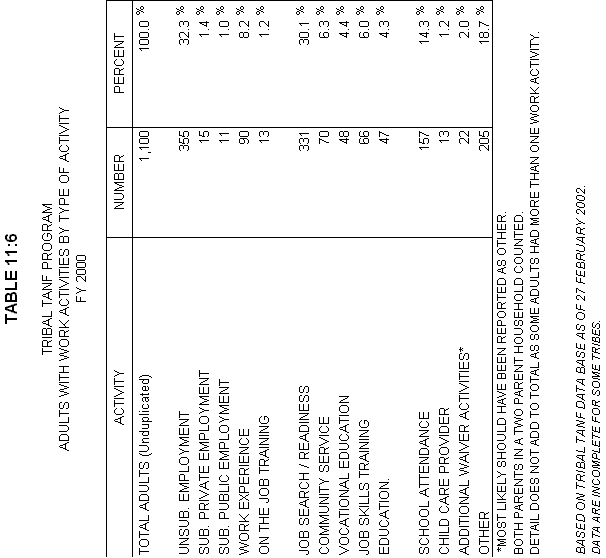 TABLE 11:6
TRIBAL TANF PROGRAM
ADULTS WITH WORK ACTIVITIES BY TYPE OF ACTIVITY
FY 2000
ACTIVITY NUMBER PERCENT
TOTAL ADULTS (Unduplicated) 1,100 100.0 %
UNSUB. EMPLOYMENT 355 32.3 %
SUB. PRIVATE EMPLOYMENT 15 1.4 %
SUB. PUBLIC EMPLOYMENT 11 1.0 %
WORK EXPERIENCE 90 8.2 %
ON THE JOB TRAINING 13 1.2 %
JOB SEARCH / READINESS 331 30.1 %
COMMUNITY SERVICE 70 6.3 %
VOCATIONAL EDUCATION 48 4.4 %
JOB SKILLS TRAINING 66 6.0 %
EDUCATION. 47 4.3 %
SCHOOL ATTENDANCE 157 14.3 %
CHILD CARE PROVIDER 13 1.2 %
ADDITIONAL WAIVER ACTIVITIES* 22 2.0 %
OTHER 205 18.7 %
*MOST LIKELY SHOULD HAVE BEEN REPORTED AS OTHER.
BOTH PARENTS IN A TWO PARENT HOUSEHOLD COUNTED.
DETAIL DOES NOT ADD TO TOTAL AS SOME ADULTS HAD MORE THAN ONE WORK ACTIVITY.
BASED ON TRIBAL TANF DATA BASE AS OF 27 FEBRUARY 2002.
DATA ARE INCOMPLETE FOR SOME TRIBES.